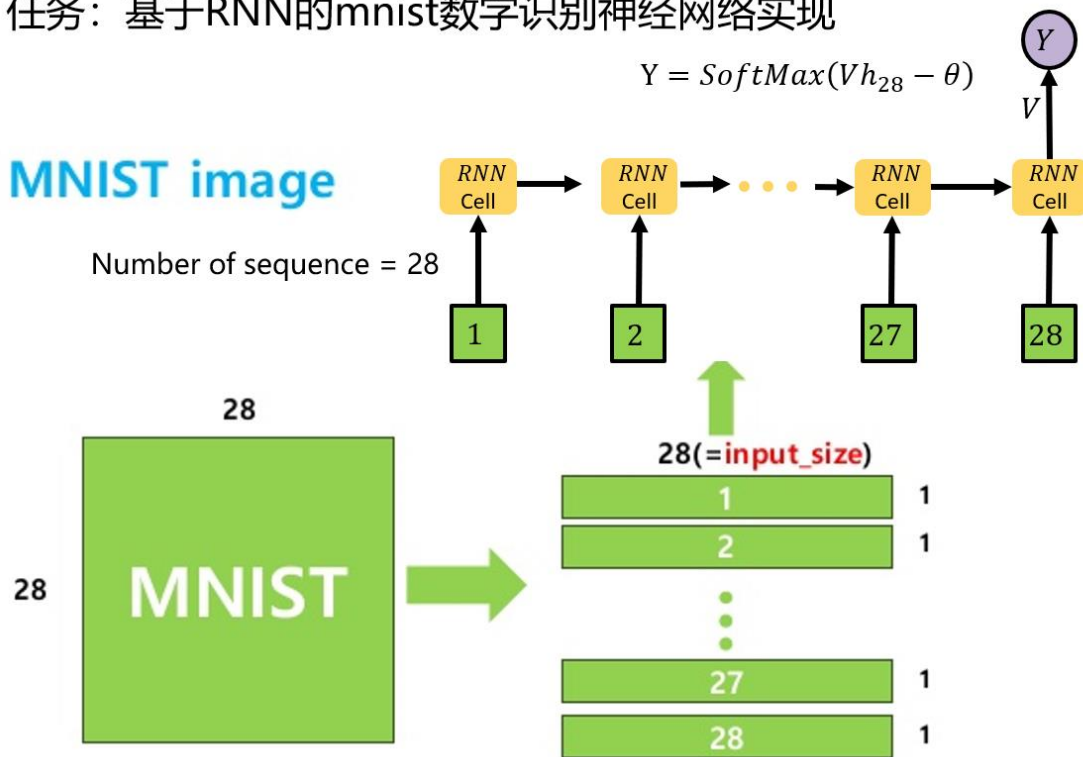 任务：基于RNN的mnist数字识别神经网络实现
Y
Y = SoftMax(Vh₂₈ − θ)
V
MNIST image
RNN Cell
RNN Cell
RNN Cell
RNN Cell
Number of sequence = 28
1
2
27
28
28
28(=input_size)
1
1
2
1
28
MNIST
27
1
28
1